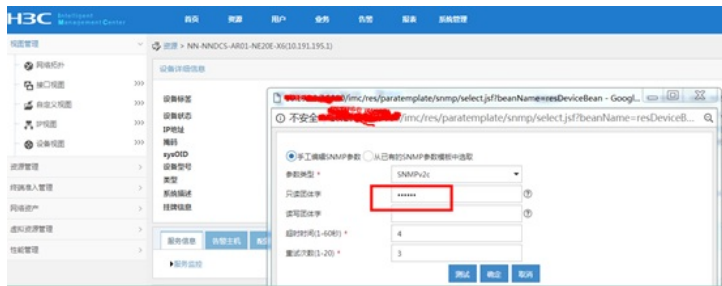 H3C Intelligent Management Center
首页 资源 用户 业务 告警 报表 系统管理
视图管理
资源 > NN-NNDCS-AR01-NE20E-X6(10.191.195.1)
网络拓扑
接口视图 >>>
自定义视图 >>>
IP视图 >>>
设备视图 >>>
资源管理
终端准入管理
网络资产
虚拟资源管理
性能管理
设备详细信息
设备标签
设备状态
IP地址
掩码
sysOID
设备型号
类型
系统描述
挂牌信息
服务信息 告警主机
服务监控
/imc/res/paratemplate/snmp/select.jsf?beanName=resDeviceBean - Googl...
不安全 /imc/res/paratemplate/snmp/select.jsf?beanName=resDeviceB...
手工编辑SNMP参数 从已有的SNMP参数模板中选取
参数类型 * SNMPv2c
只读团体字 ••••••
读写团体字
超时时间(1-60秒) * 4
重试次数(1-20) * 3
测试 确定 取消